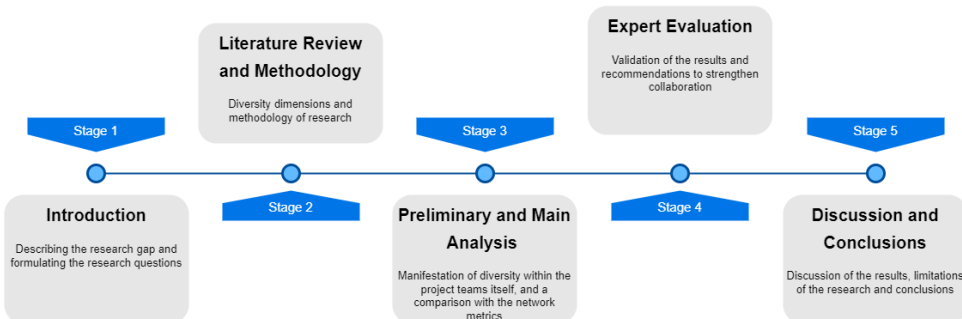 Stage 1
Introduction
Describing the research gap and
formulating the research questions
Literature Review
and Methodology
Diversity dimensions and
methodology of research
Stage 2
Stage 3
Preliminary and Main
Analysis
Manifestation of diversity within the
project teams itself, and a
comparison with the network
metrics
Expert Evaluation
Validation of the results and
recommendations to strengthen
collaboration
Stage 4
Stage 5
Discussion and
Conclusions
Discussion of the results, limitations
of the research and conclusions